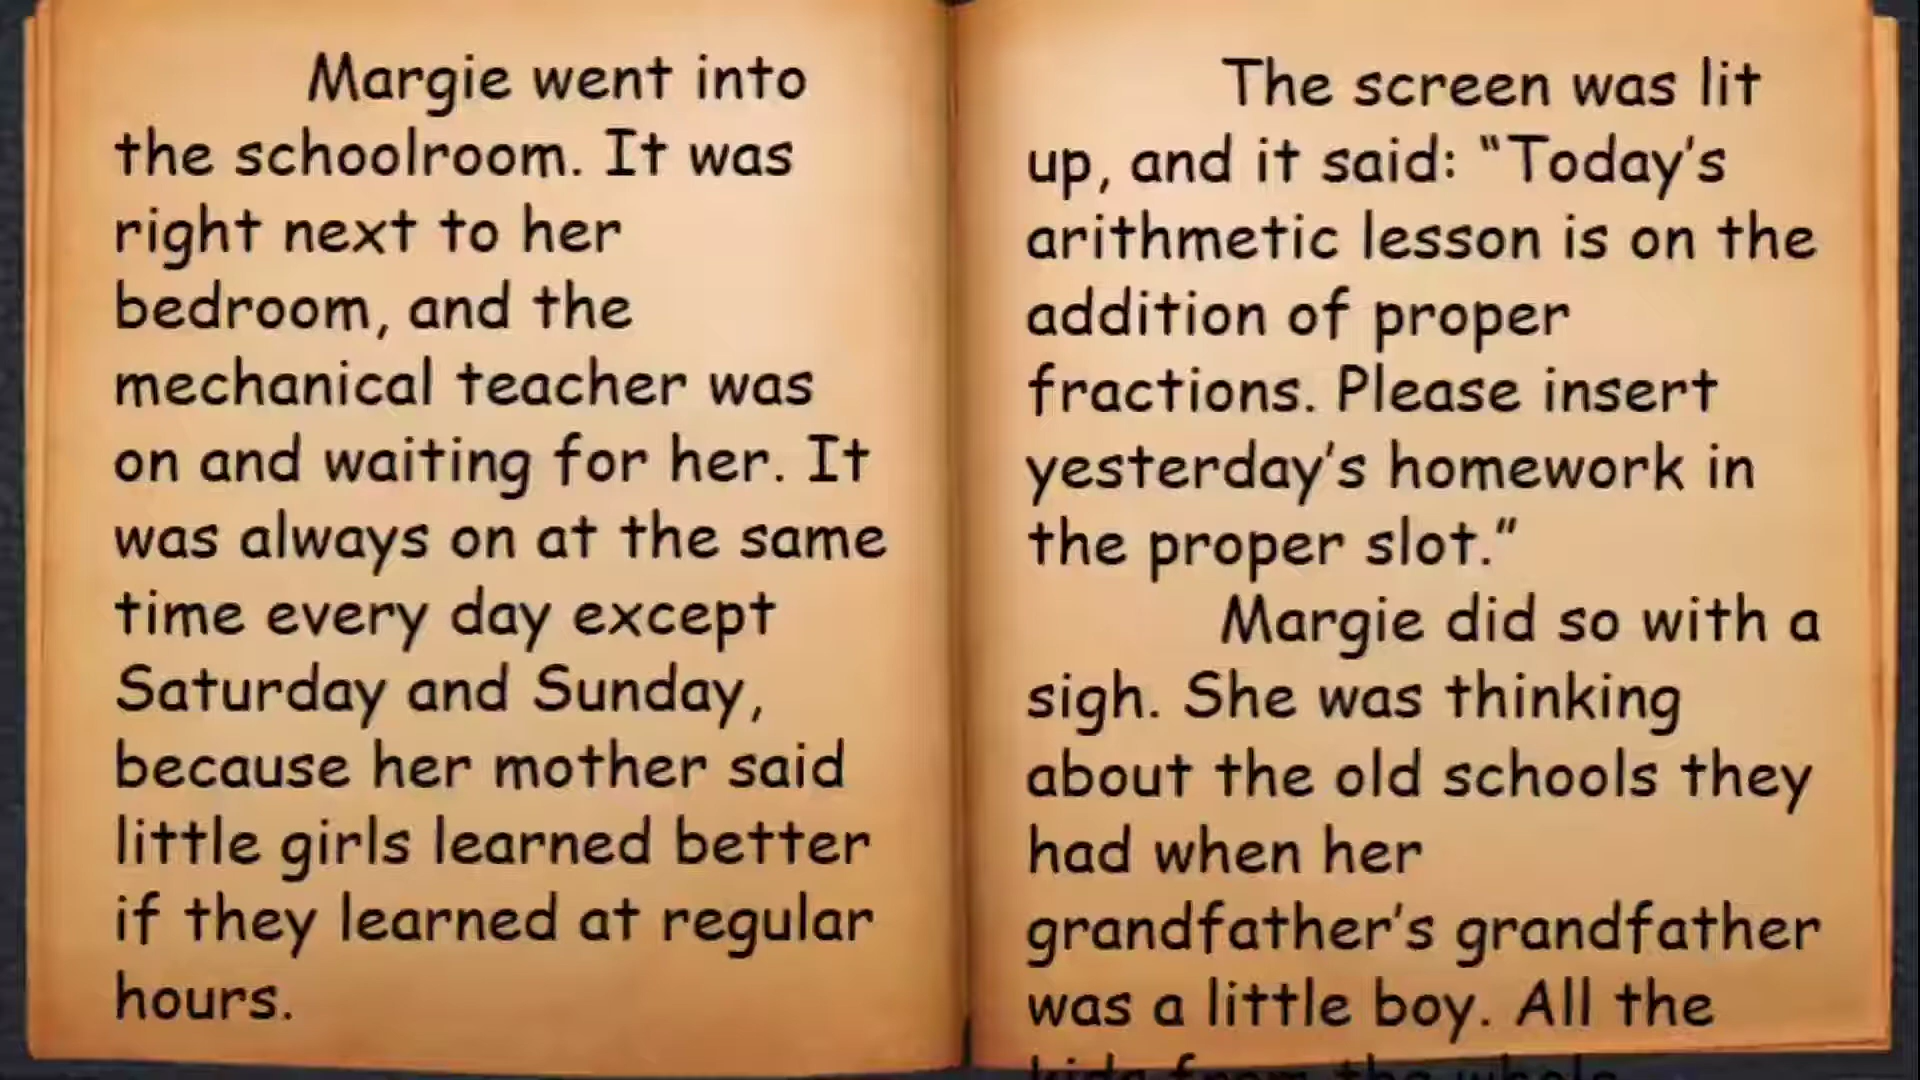 Margie went into
the schoolroom. It was
right next to her
bedroom, and the
mechanical teacher was
on and waiting for her. It
was always on at the same
time every day except
Saturday and Sunday,
because her mother said
little girls learned better
if they learned at regular
hours.
The screen was lit
up, and it said: “Today’s
arithmetic lesson is on the
addition of proper
fractions. Please insert
yesterday’s homework in
the proper slot.”
Margie did so with a
sigh. She was thinking
about the old schools they
had when her
grandfather’s grandfather
was a little boy. All the
kids from the whole